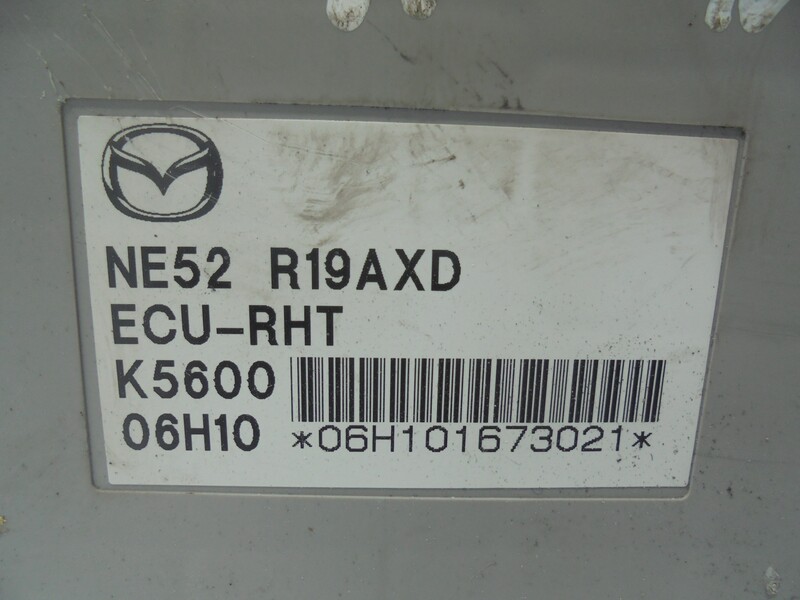 NE52 R19AXD
ECU-RHT
K5600
06H10 *06H101673021*